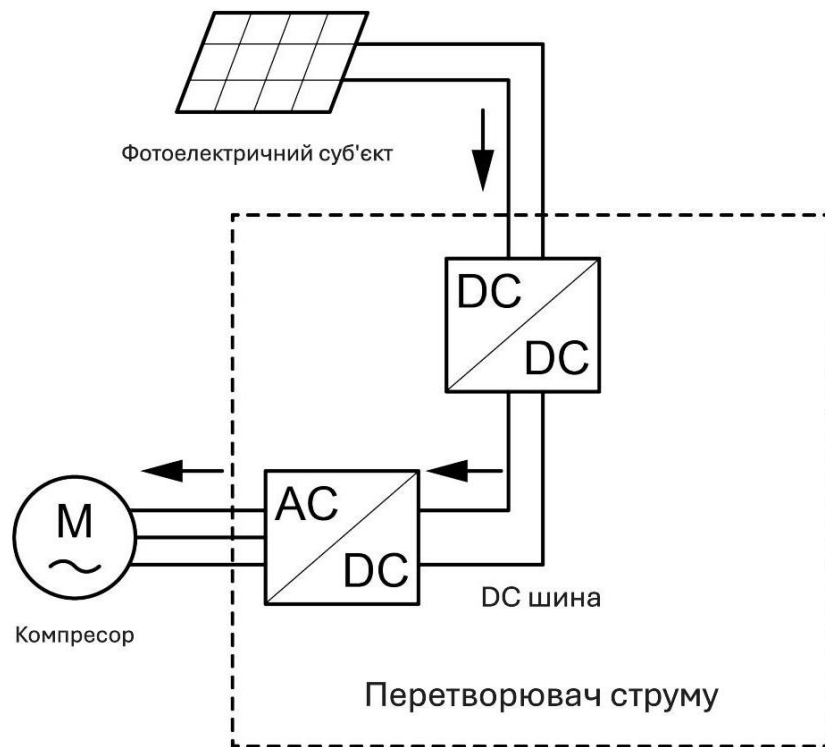 Фотоелектричний суб'єкт
DC
DC
AC
DC
M
DC шина
Компресор
Перетворювач струму